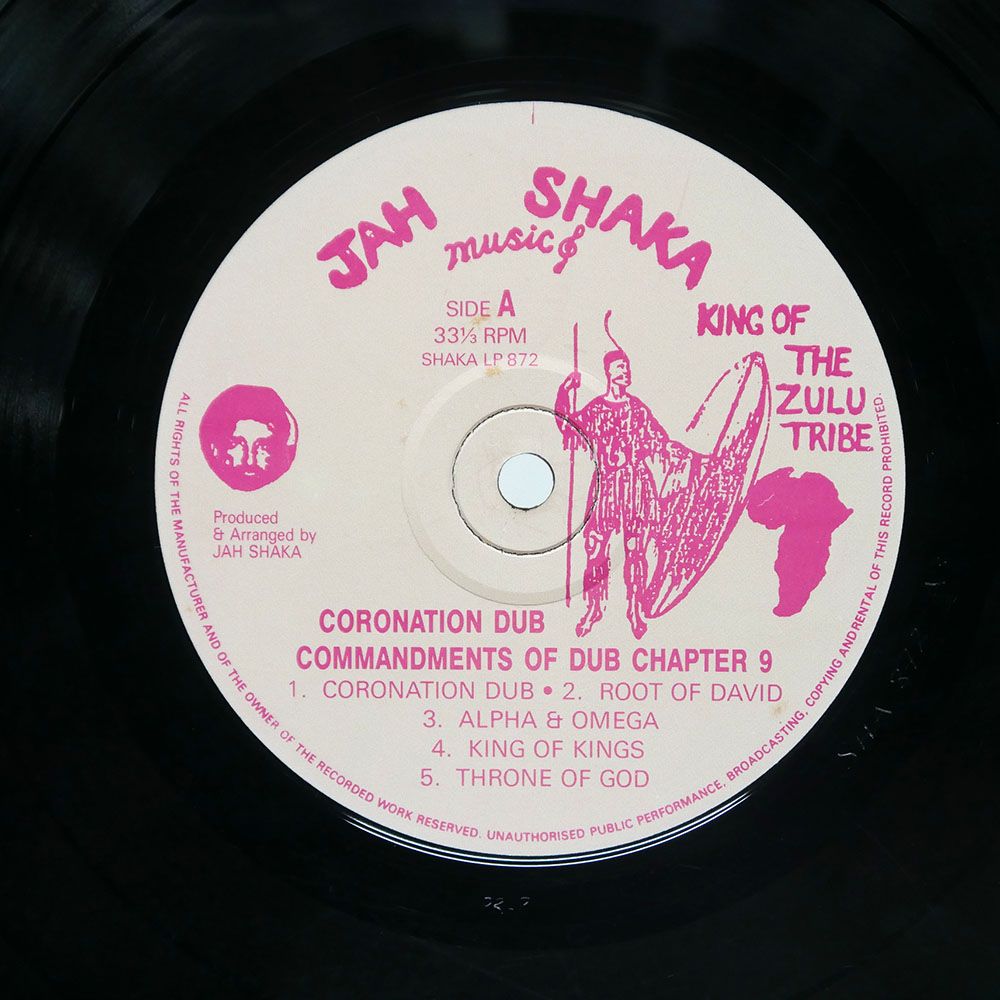 JAH SHAKA
music
KING OF
THE
ZULU
TRIBE
SIDE A
33⅓ RPM
SHAKA LP 872
Produced
& Arranged by
JAH SHAKA
CORONATION DUB
COMMANDMENTS OF DUB CHAPTER 9
1. CORONATION DUB • 2. ROOT OF DAVID
3. ALPHA & OMEGA
4. KING OF KINGS
5. THRONE OF GOD
ALL RIGHTS OF THE MANUFACTURER AND OF THE OWNER OF THE RECORDED WORK RESERVED. UNAUTHORISED PUBLIC PERFORMANCE, BROADCASTING, COPYING ANDRENTAL OF THIS RECORD PROHIBITED.